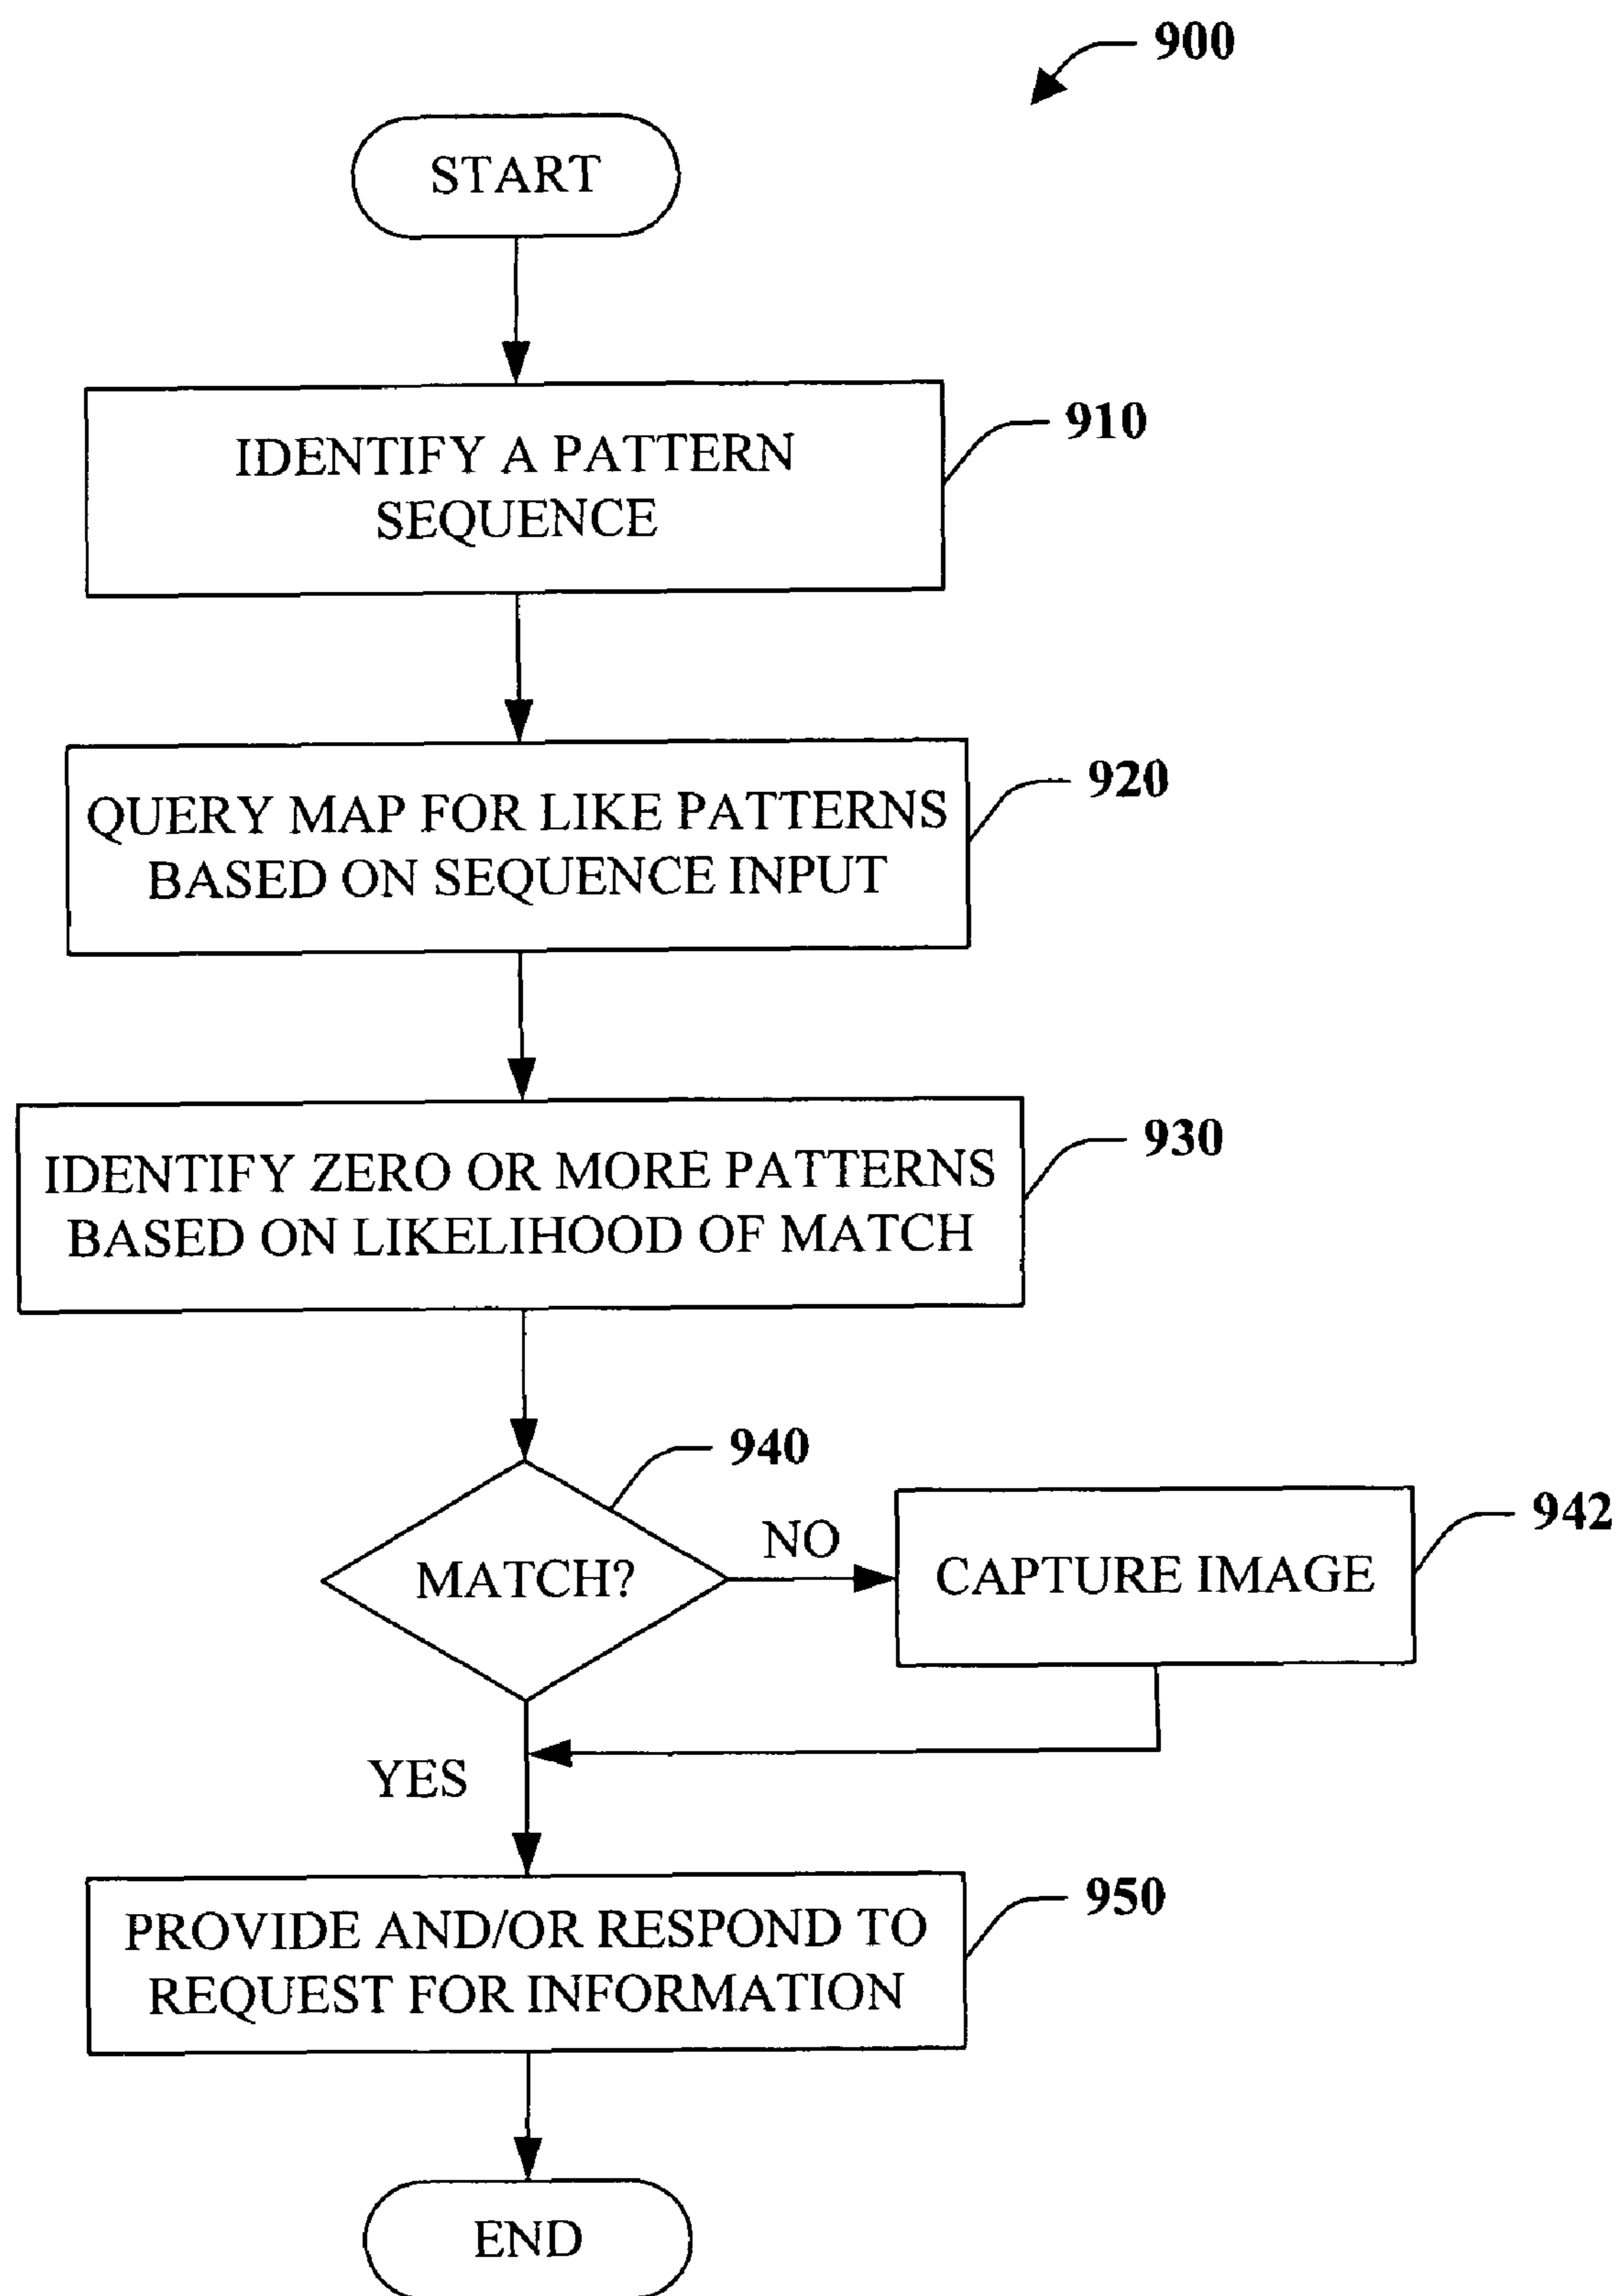 900
START
IDENTIFY A PATTERN
SEQUENCE
910
QUERY MAP FOR LIKE PATTERNS
BASED ON SEQUENCE INPUT
920
IDENTIFY ZERO OR MORE PATTERNS
BASED ON LIKELIHOOD OF MATCH
930
MATCH?
940
NO
CAPTURE IMAGE
942
YES
PROVIDE AND/OR RESPOND TO
REQUEST FOR INFORMATION
950
END